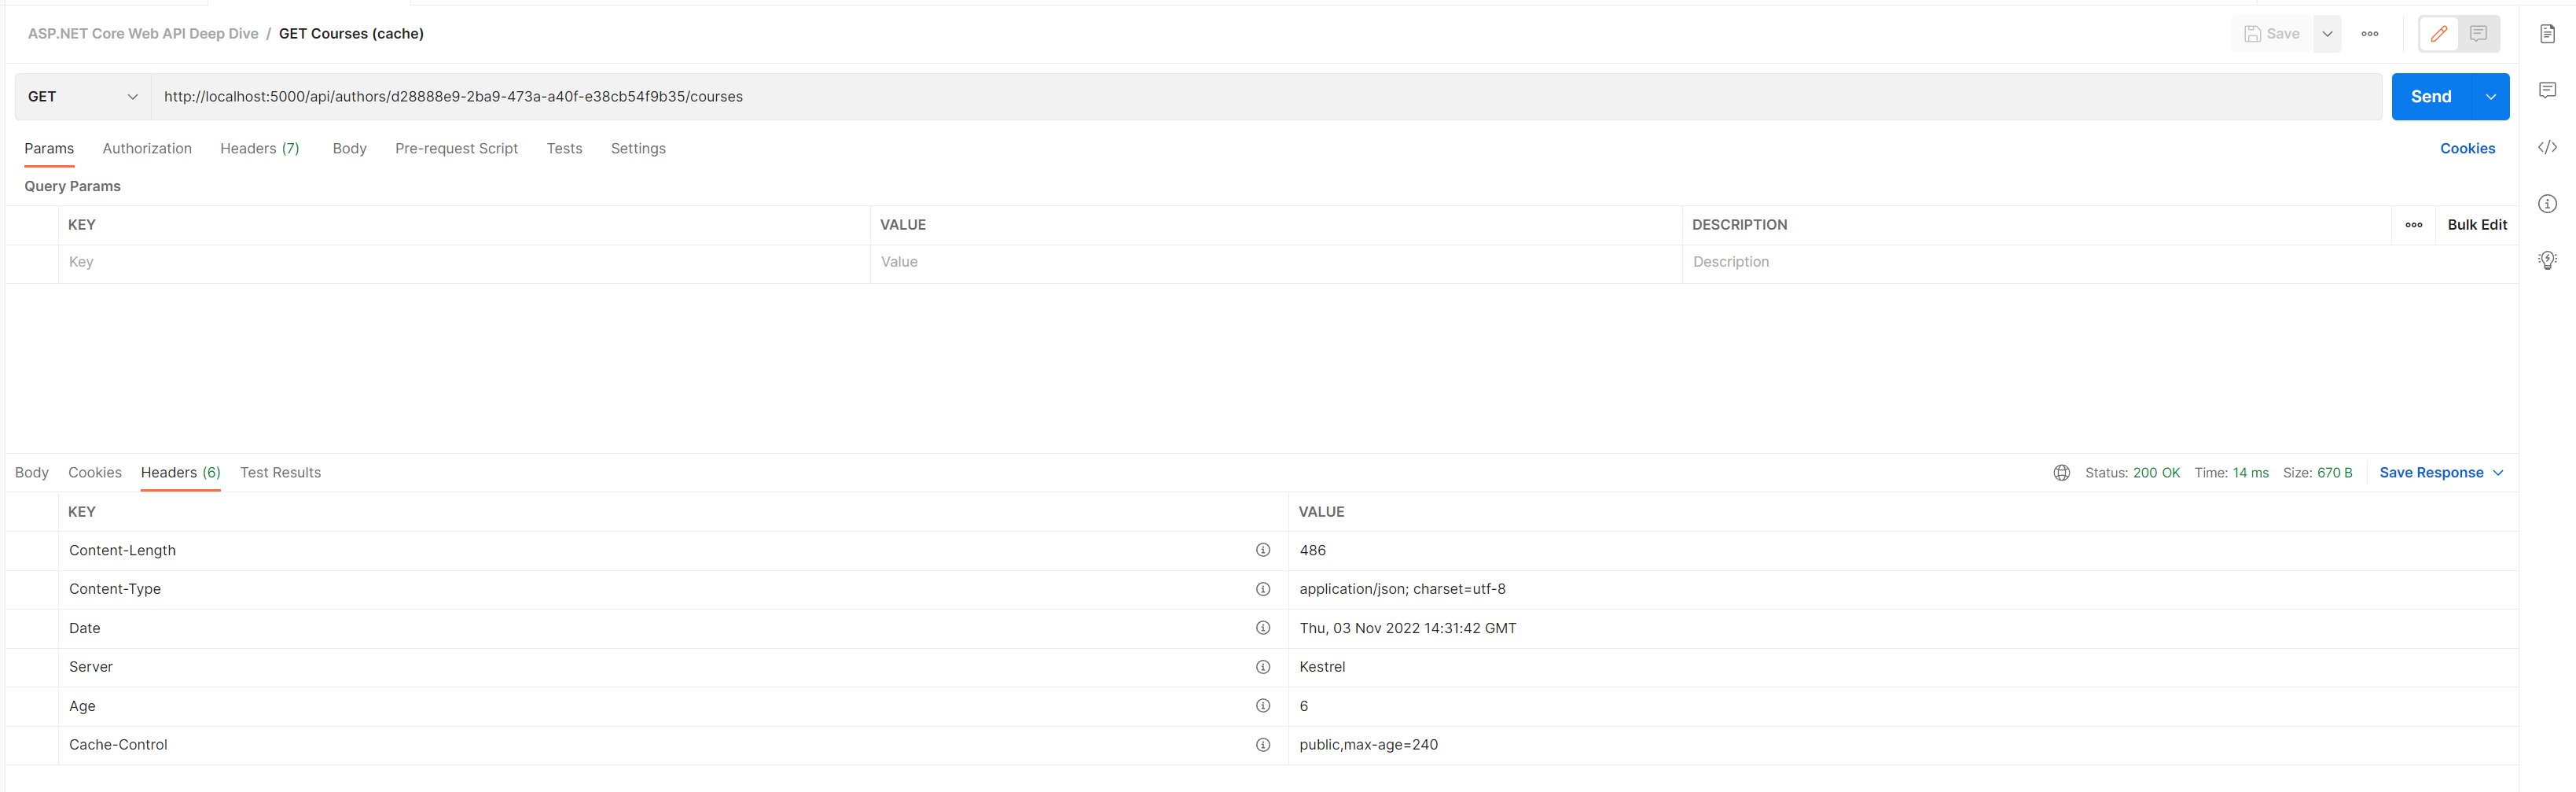 ASP.NET Core Web API Deep Dive / GET Courses (cache) Save
GET http://localhost:5000/api/authors/d28888e9-2ba9-473a-a40f-e38cb54f9b35/courses Send
Params Authorization Headers (7) Body Pre-request Script Tests Settings Cookies
Query Params
KEY VALUE DESCRIPTION Bulk Edit
Key Value Description
Body Cookies Headers (6) Test Results Status: 200 OK Time: 14 ms Size: 670 B Save Response
KEY VALUE
Content-Length 486
Content-Type application/json; charset=utf-8
Date Thu, 03 Nov 2022 14:31:42 GMT
Server Kestrel
Age 6
Cache-Control public,max-age=240